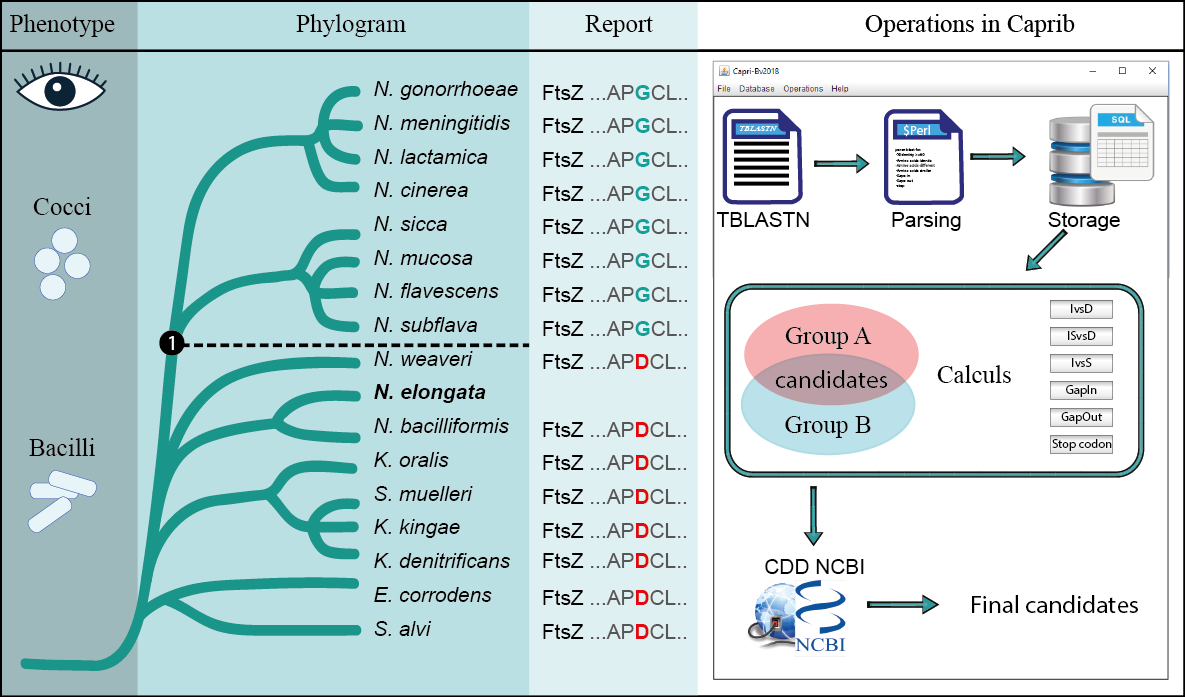 Phenotype Phylogram Report Operations in Caprib
Cocci
Bacilli
1
N. gonorrhoeae FtsZ ...APGCL..
N. meningitidis FtsZ ...APGCL..
N. lactamica FtsZ ...APGCL..
N. cinerea FtsZ ...APGCL..
N. sicca FtsZ ...APGCL..
N. mucosa FtsZ ...APGCL..
N. flavescens FtsZ ...APGCL..
N. subflava FtsZ ...APGCL..
N. weaveri FtsZ ...APDCL..
N. elongata
N. bacilliformis FtsZ ...APDCL..
K. oralis FtsZ ...APDCL..
S. muelleri FtsZ ...APDCL..
K. kingae FtsZ ...APDCL..
K. denitrificans FtsZ ...APDCL..
E. corrodens FtsZ ...APDCL..
S. alvi FtsZ ...APDCL..
Capri-Bv2018
File Database Operations Help
TBLASTN
$Perl
SQL
TBLASTN Parsing Storage
Group A
candidates
Group B
Calculs
IvsD
ISvsD
IvsS
GapIn
GapOut
Stop codon
CDD NCBI
NCBI
Final candidates